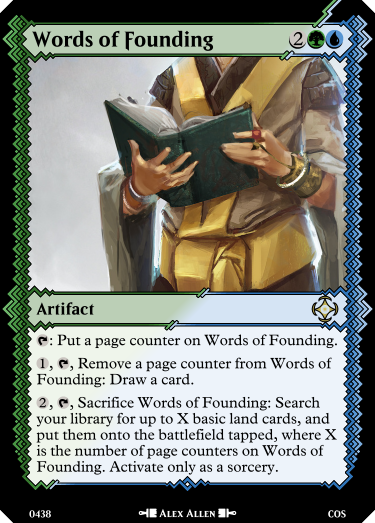 Words of Founding 2
Artifact
: Put a page counter on Words of Founding.
1, , Remove a page counter from Words of
Founding: Draw a card.
2, , Sacrifice Words of Founding: Search
your library for up to X basic land cards, and
put them onto the battlefield tapped, where X
is the number of page counters on Words of
Founding. Activate only as a sorcery.
0438 Alex Allen COS